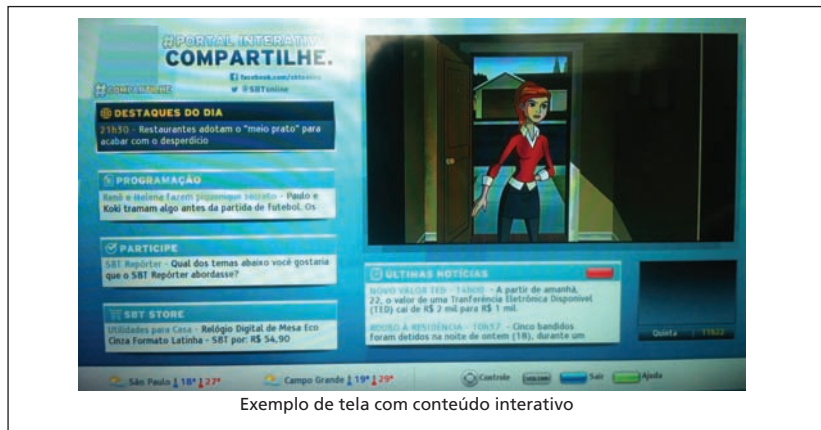 #PORTAL INTERATIVO
COMPARTILHE.
facebook.com/sbtonline
@SBTonline
#COMPARTILHE
DESTAQUES DO DIA
21h30 - Restaurantes adotam o "meio prato" para
acabar com o desperdício
PROGRAMAÇÃO
Renê e Helena fazem piquenique secreto - Paulo e
Koki tramam algo antes da partida de futebol. Os
PARTICIPE
SBT Repórter - Qual dos temas abaixo você gostaria
que o SBT Repórter abordasse?
SBT STORE
Utilidades para Casa - Relógio Digital de Mesa Eco
Cinza Formato Latinha - SBT por: R$ 54,90
ÚLTIMAS NOTÍCIAS
NOVO VALOR TED - 14h00 - A partir de amanhã,
22, o valor de uma Tranferência Eletrônica Disponível
(TED) cai de R$ 2 mil para R$ 1 mil.
ROUBO À RESIDÊNCIA - 10h37 - Cinco bandidos
foram detidos na noite de ontem (18), durante um
Quinta 11h22
São Paulo 18° 27°
Campo Grande 19° 29°
Controle
VOLTAR
Sair
Ajuda
Exemplo de tela com conteúdo interativo